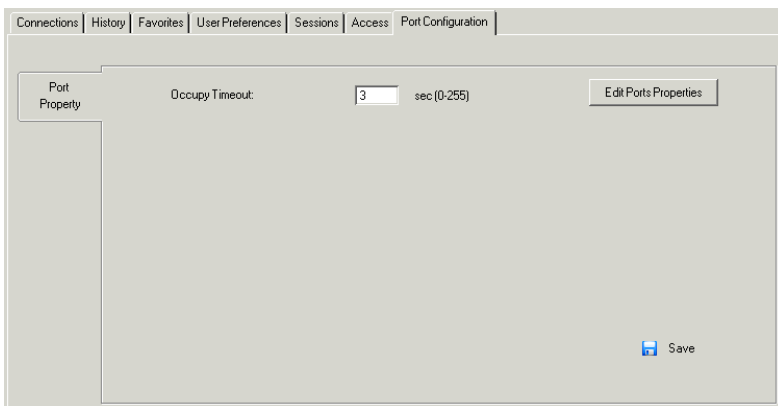 Connections History Favorites User Preferences Sessions Access Port Configuration
Port
Property
Occupy Timeout: 3 sec (0-255) Edit Ports Properties
Save